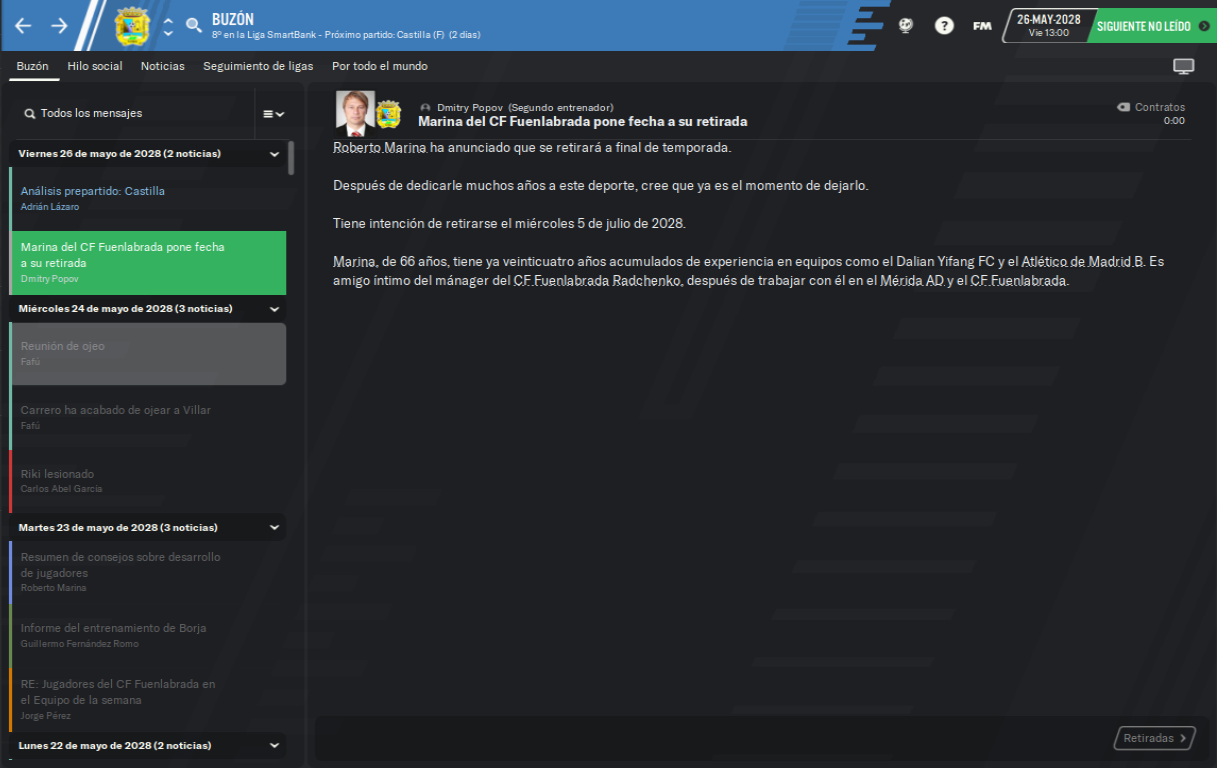 BUZÓN
8º en la Liga SmartBank - Próximo partido: Castilla (F) (2 días)
?
FM
26-MAY-2028
Vie 13:00
SIGUIENTE NO LEÍDO
Buzón Hilo social Noticias Seguimiento de ligas Por todo el mundo
Todos los mensajes
Viernes 26 de mayo de 2028 (2 noticias)
Análisis prepartido: Castilla
Adrián Lázaro
Marina del CF Fuenlabrada pone fecha
a su retirada
Dmitry Popov
Miércoles 24 de mayo de 2028 (3 noticias)
Reunión de ojeo
Fafú
Carrero ha acabado de ojear a Villar
Fafú
Riki lesionado
Carlos Abel García
Martes 23 de mayo de 2028 (3 noticias)
Resumen de consejos sobre desarrollo
de jugadores
Roberto Marina
Informe del entrenamiento de Borja
Guillermo Fernández Romo
RE: Jugadores del CF Fuenlabrada en
el Equipo de la semana
Jorge Pérez
Lunes 22 de mayo de 2028 (2 noticias)
Dmitry Popov (Segundo entrenador)
Marina del CF Fuenlabrada pone fecha a su retirada
Contratos
0:00
Roberto Marina ha anunciado que se retirará a final de temporada.
Después de dedicarle muchos años a este deporte, cree que ya es el momento de dejarlo.
Tiene intención de retirarse el miércoles 5 de julio de 2028.
Marina, de 66 años, tiene ya veinticuatro años acumulados de experiencia en equipos como el Dalian Yifang FC y el Atlético de Madrid B. Es
amigo íntimo del mánager del CF Fuenlabrada Radchenko, después de trabajar con él en el Mérida AD y el CF Fuenlabrada.
Retiradas